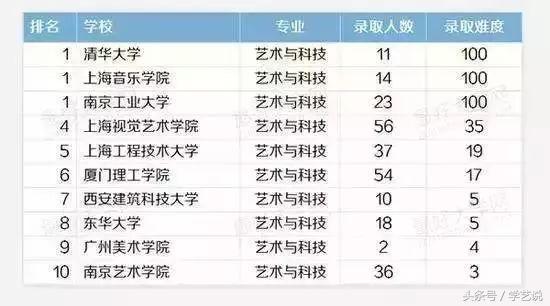 排名 学校 专业 录取人数 录取难度
1 清华大学 艺术与科技 11 100
1 上海音乐学院 艺术与科技 14 100
1 南京工业大学 艺术与科技 23 100
4 上海视觉艺术学院 艺术与科技 56 35
5 上海工程技术大学 艺术与科技 37 19
6 厦门理工学院 艺术与科技 54 17
7 西安建筑科技大学 艺术与科技 10 5
8 东华大学 艺术与科技 18 5
9 广州美术学院 艺术与科技 2 4
10 南京艺术学院 艺术与科技 36 3
头条号 / 学艺说